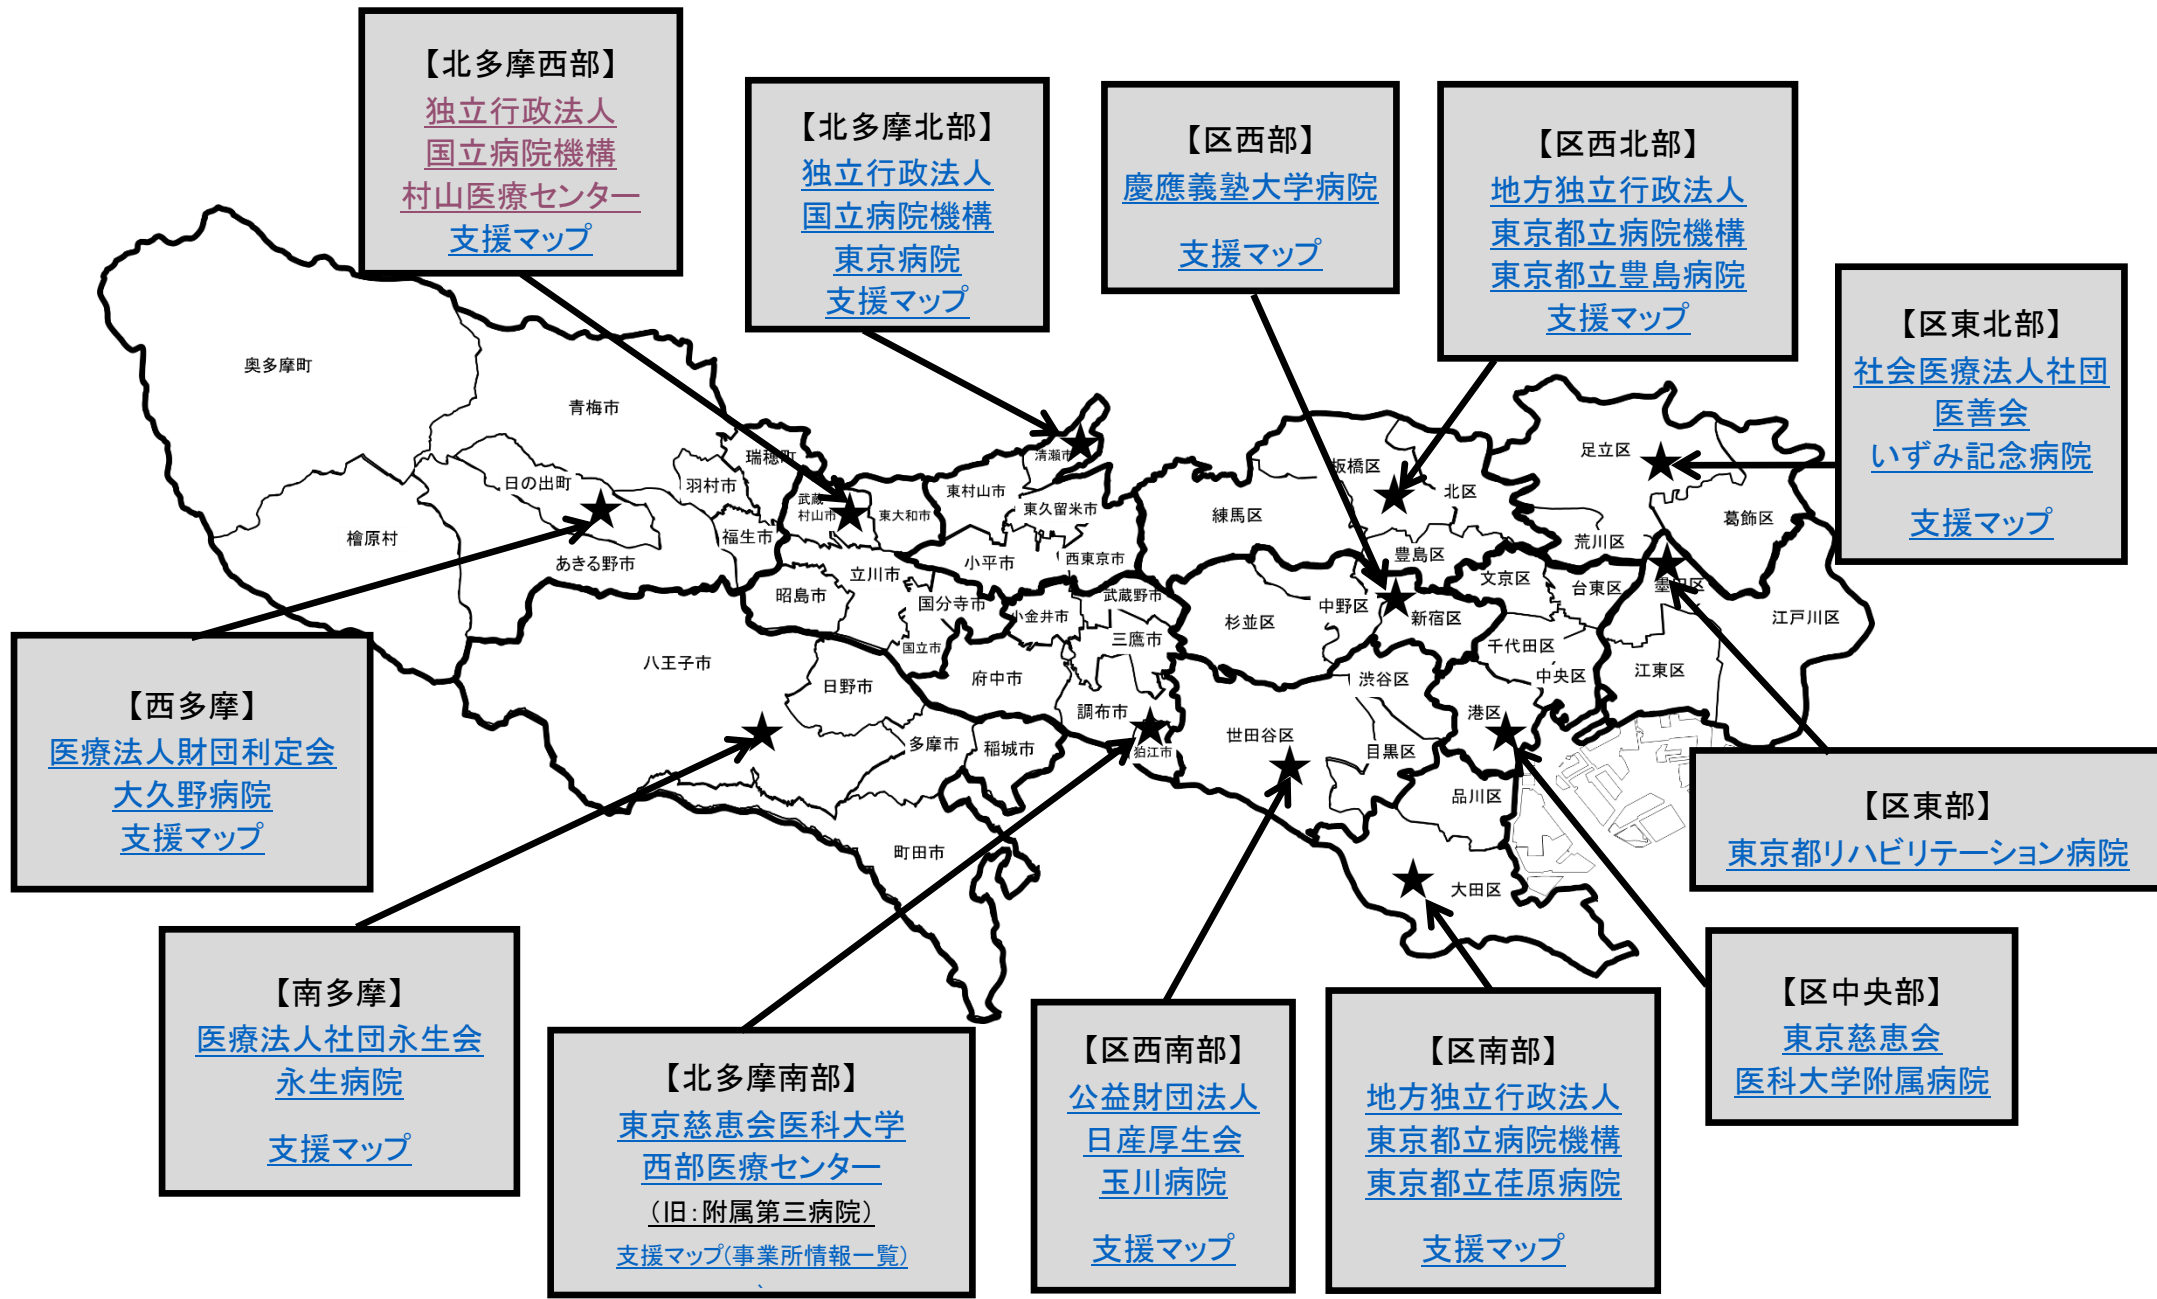 【北多摩西部】
独立行政法人
国立病院機構
村山医療センター
支援マップ
【北多摩北部】
独立行政法人
国立病院機構
東京病院
支援マップ
【区西部】
慶應義塾大学病院
支援マップ
【区西北部】
地方独立行政法人
東京都立病院機構
東京都立豊島病院
支援マップ
【区東北部】
社会医療法人社団
医善会
いずみ記念病院
支援マップ
奥多摩町
青梅市
瑞穂町
日の出町
羽村市
檜原村
あきる野市
福生市
武蔵
村山市
東大和市
東村山市
清瀬市
東久留米市
小平市
西東京市
立川市
昭島市
国分寺市
小金井市
武蔵野市
国立市
三鷹市
八王子市
日野市
府中市
調布市
狛江市
多摩市
稲城市
町田市
板橋区
北区
練馬区
豊島区
足立区
葛飾区
荒川区
文京区
台東区
墨田区
杉並区
中野区
新宿区
千代田区
江戸川区
渋谷区
中央区
江東区
港区
世田谷区
目黒区
品川区
大田区
【西多摩】
医療法人財団利定会
大久野病院
支援マップ
【南多摩】
医療法人社団永生会
永生病院
支援マップ
【北多摩南部】
東京慈恵会医科大学
西部医療センター
（旧：附属第三病院）
支援マップ(事業所情報一覧)
、
【区西南部】
公益財団法人
日産厚生会
玉川病院
支援マップ
【区南部】
地方独立行政法人
東京都立病院機構
東京都立荏原病院
支援マップ
【区中央部】
東京慈恵会
医科大学附属病院
【区東部】
東京都リハビリテーション病院